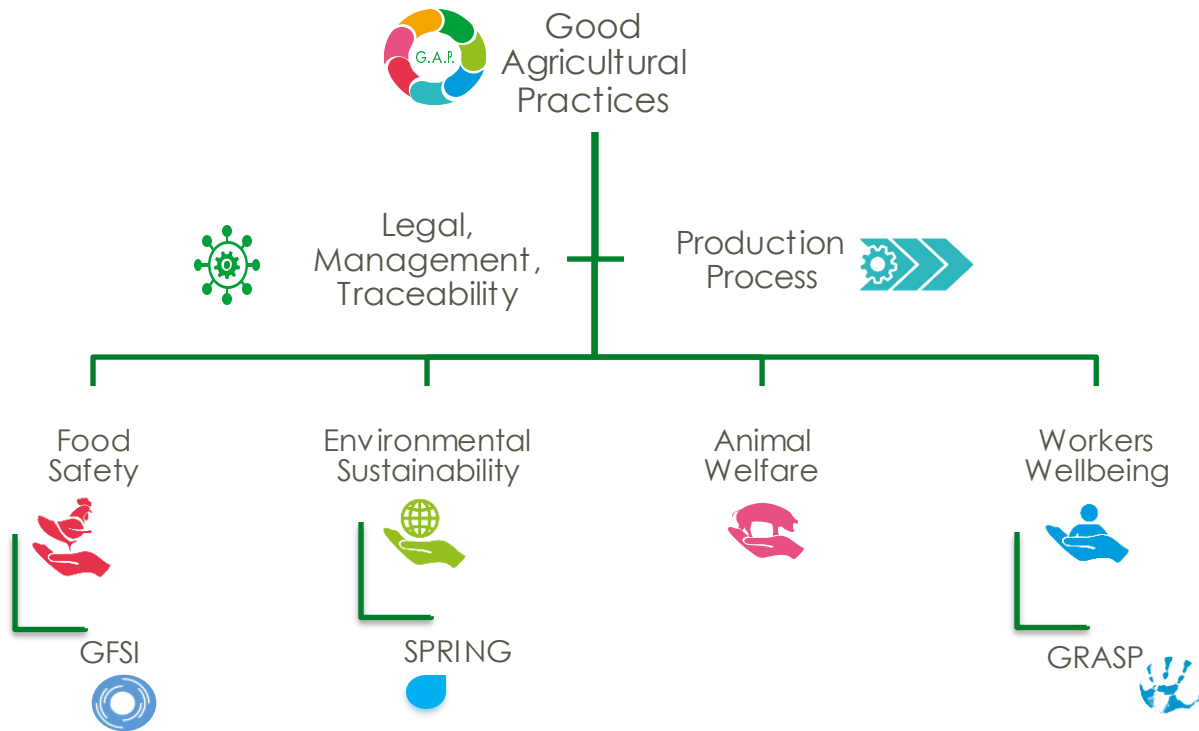 G.A.P.
Good
Agricultural
Practices
Legal,
Management,
Traceability
Production
Process
Food
Safety
Environmental
Sustainability
Animal
Welfare
Workers
Wellbeing
GFSI
SPRING
GRASP